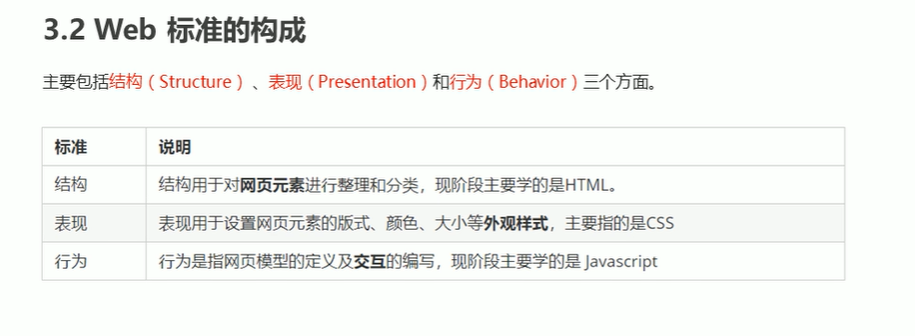 3.2 Web 标准的构成
主要包括结构（Structure）、表现（Presentation）和行为（Behavior）三个方面。
标准 说明
结构 结构用于对网页元素进行整理和分类，现阶段主要学的是HTML。
表现 表现用于设置网页元素的版式、颜色、大小等外观样式，主要指的是CSS
行为 行为是指网页模型的定义及交互的编写，现阶段主要学的是 Javascript